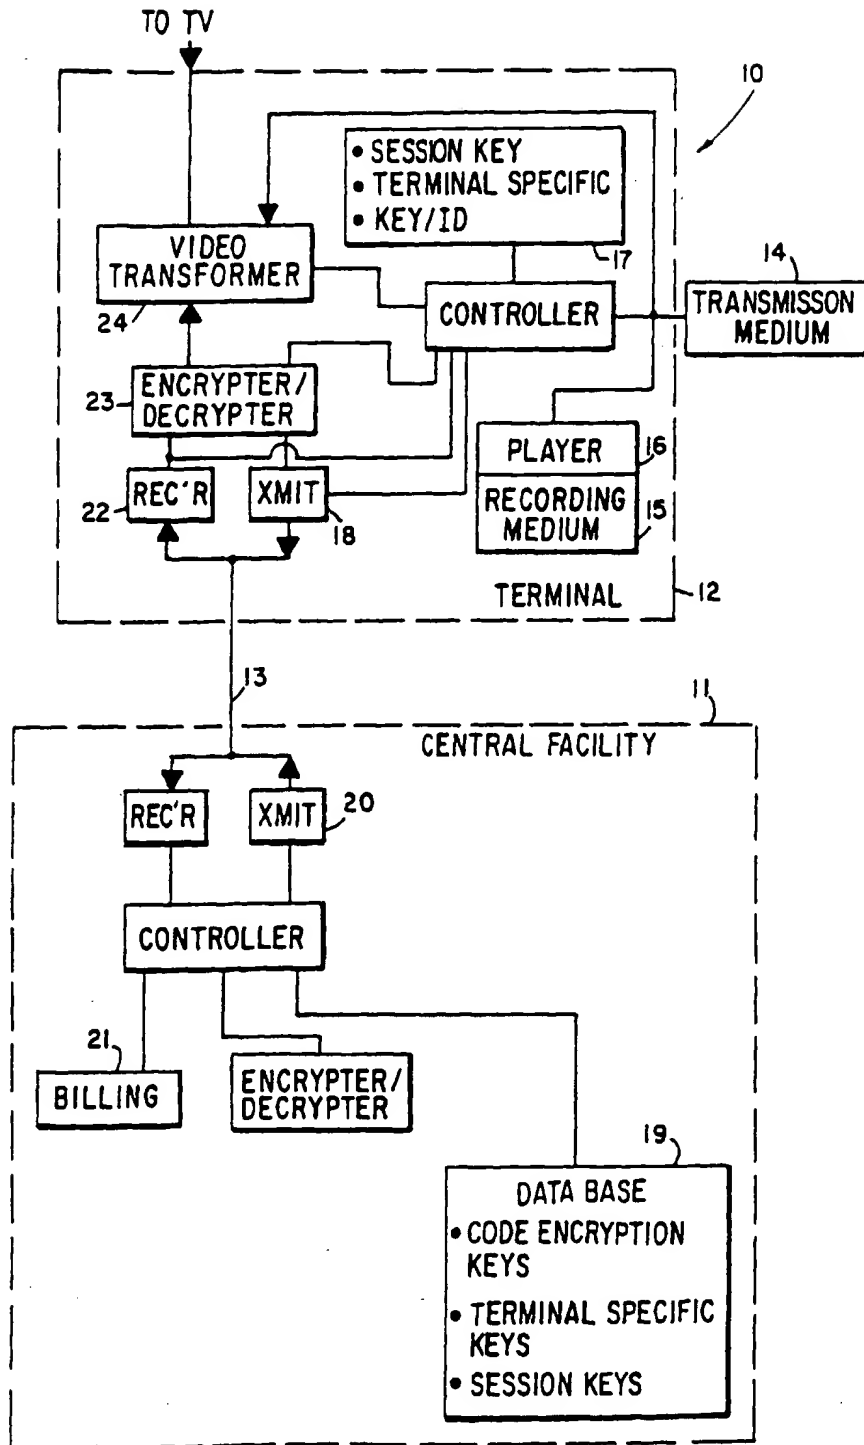 TO TV
10
• SESSION KEY
• TERMINAL SPECIFIC
• KEY/ID
17
VIDEO
TRANSFORMER
24
CONTROLLER
14
TRANSMISSON
MEDIUM
23
ENCRYPTER/
DECRYPTER
PLAYER
16
22
REC'R
XMIT
18
RECORDING
MEDIUM
15
TERMINAL
12
13
11
CENTRAL FACILITY
REC'R
XMIT
20
CONTROLLER
21
BILLING
ENCRYPTER/
DECRYPTER
19
DATA BASE
• CODE ENCRYPTION
KEYS
• TERMINAL SPECIFIC
KEYS
• SESSION KEYS